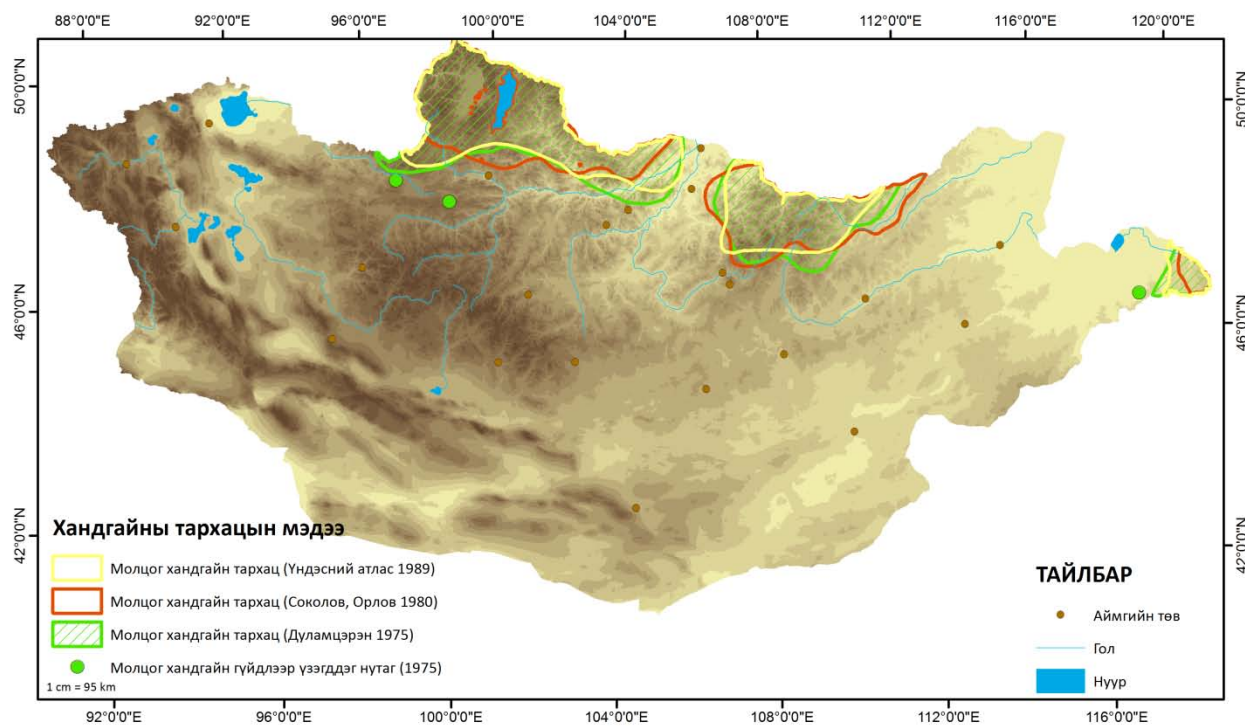 88°0'0"E 92°0'0"E 96°0'0"E 100°0'0"E 104°0'0"E 108°0'0"E 112°0'0"E 116°0'0"E 120°0'0"E
50°0'0"N 50°0'0"N
46°0'0"N 46°0'0"N
42°0'0"N 42°0'0"N
Хандгайны тархацын мэдээ
Молцог хандгайн тархац (Үндэсний атлас 1989)
Молцог хандгайн тархац (Соколов, Орлов 1980)
Молцог хандгайн тархац (Дуламцэрэн 1975)
Молцог хандгайн гүйдлээр үзэгддэг нутаг (1975)
1 cm = 95 km
ТАЙЛБАР
Аймгийн төв
Гол
Нуур
92°0'0"E 96°0'0"E 100°0'0"E 104°0'0"E 108°0'0"E 112°0'0"E 116°0'0"E